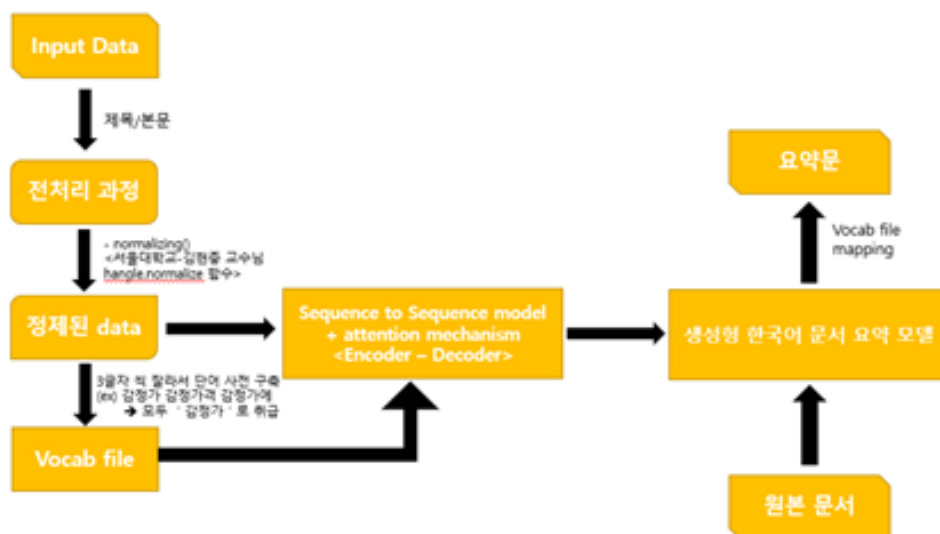 Input Data
제목/본문
전처리 과정
- normalizing()
<서울대학교-김현중 교수님
hangle.normalize 함수>
정제된 data
3글자 씩 잘라서 단어 사전 구축
(ex) 감정가 감정가격 감정가에
➔ 모두 ‘감정가’로 취급
Vocab file
Sequence to Sequence model
+ attention mechanism
<Encoder – Decoder>
요약문
Vocab file
mapping
생성형 한국어 문서 요약 모델
원본 문서